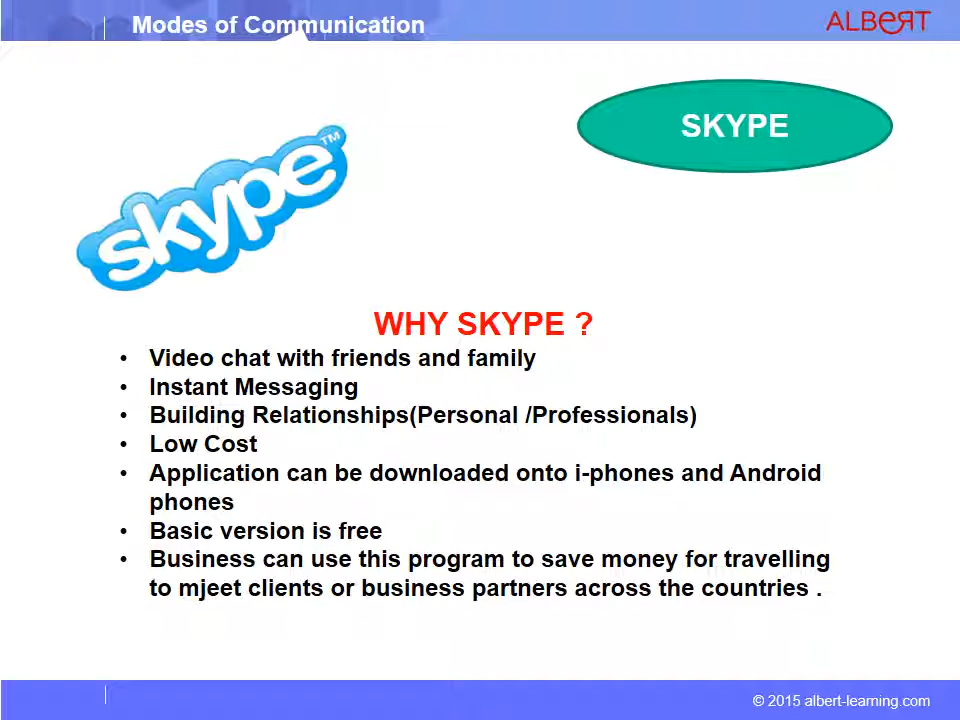 Modes of Communication
ALBERT
SKYPE
skype™
WHY SKYPE ?
• Video chat with friends and family
• Instant Messaging
• Building Relationships(Personal /Professionals)
• Low Cost
• Application can be downloaded onto i-phones and Android
phones
• Basic version is free
• Business can use this program to save money for travelling
to mjeet clients or business partners across the countries .
© 2015 albert-learning.com